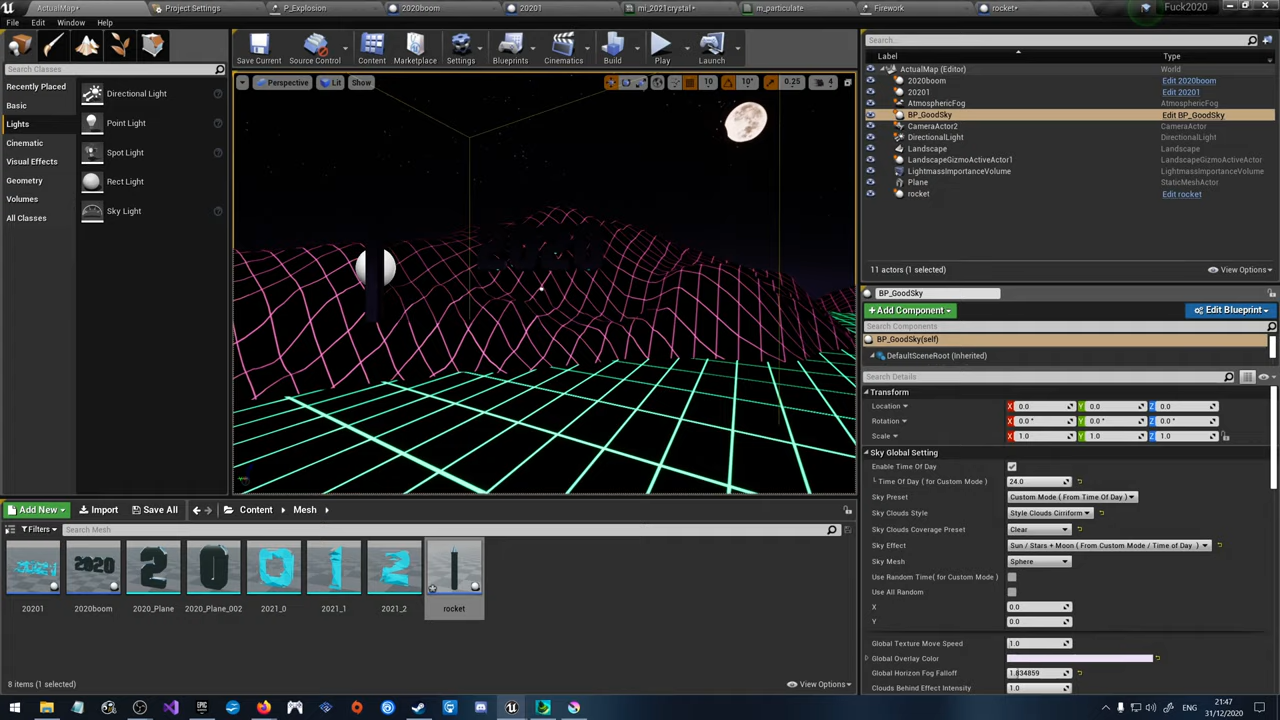 ActualMap*
Project Settings
P_Explosion
2020boom
20201
mi_2021crystal*
m_particulate
Firework
rocket*
Fuck2020
File
Edit
Window
Help
Search Classes
Recently Placed
Basic
Lights
Cinematic
Visual Effects
Geometry
Volumes
All Classes
Directional Light
Point Light
Spot Light
Rect Light
Sky Light
Save Current
Source Control
Content
Marketplace
Settings
Blueprints
Cinematics
Build
Play
Launch
Perspective
Lit
Show
10
10°
0.25
4
Search...
Label
Type
ActualMap (Editor)
World
2020boom
Edit 2020boom
20201
Edit 20201
AtmosphericFog
AtmosphericFog
BP_GoodSky
Edit BP_GoodSky
CameraActor2
CameraActor
DirectionalLight
DirectionalLight
Landscape
Landscape
LandscapeGizmoActiveActor1
LandscapeGizmoActiveActor
LightmassImportanceVolume
LightmassImportanceVolume
Plane
StaticMeshActor
rocket
Edit rocket
11 actors (1 selected)
View Options
BP_GoodSky
+Add Component
Edit Blueprint
Search Components
BP_GoodSky(self)
DefaultSceneRoot (Inherited)
Search Details
Transform
Location
X 0.0 Y 0.0 Z 0.0
Rotation
X 0.0 ° Y 0.0 ° Z 0.0 °
Scale
X 1.0 Y 1.0 Z 1.0
Sky Global Setting
Enable Time Of Day
Time Of Day ( for Custom Mode )
24.0
Sky Preset
Custom Mode ( From Time Of Day )
Sky Clouds Style
Style Clouds Cirriform
Sky Clouds Coverage Preset
Clear
Sky Effect
Sun / Stars + Moon ( From Custom Mode / Time of Day )
Sky Mesh
Sphere
Use Random Time( for Custom Mode )
Use All Random
X
0.0
Y
0.0
Global Texture Move Speed
1.0
Global Overlay Color
Global Horizon Fog Falloff
1.834859
Clouds Behind Effect Intensity
1.0
Add New
Import
Save All
Content
Mesh
Filters
Search Mesh
20201
2020boom
2020_Plane
2020_Plane_002
2021_0
2021_1
2021_2
rocket
8 items (1 selected)
View Options
ENG
21:47
31/12/2020